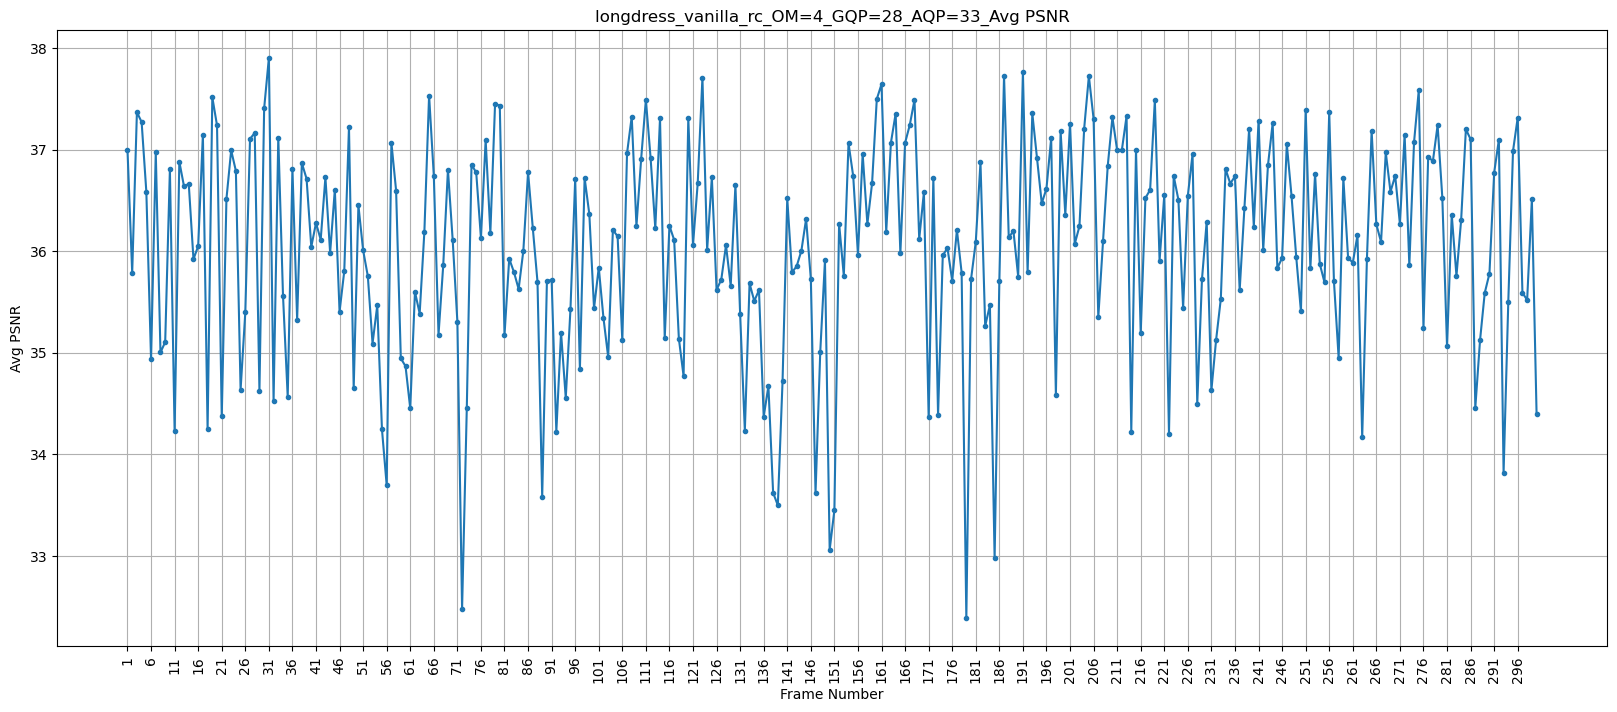 longdress_vanilla_rc_OM=4_GQP=28_AQP=33_Avg PSNR
38
37
36
35
34
33
Avg PSNR
1 6 11 16 21 26 31 36 41 46 51 56 61 66 71 76 81 86 91 96 101 106 111 116 121 126 131 136 141 146 151 156 161 166 171 176 181 186 191 196 201 206 211 216 221 226 231 236 241 246 251 256 261 266 271 276 281 286 291 296
Frame Number